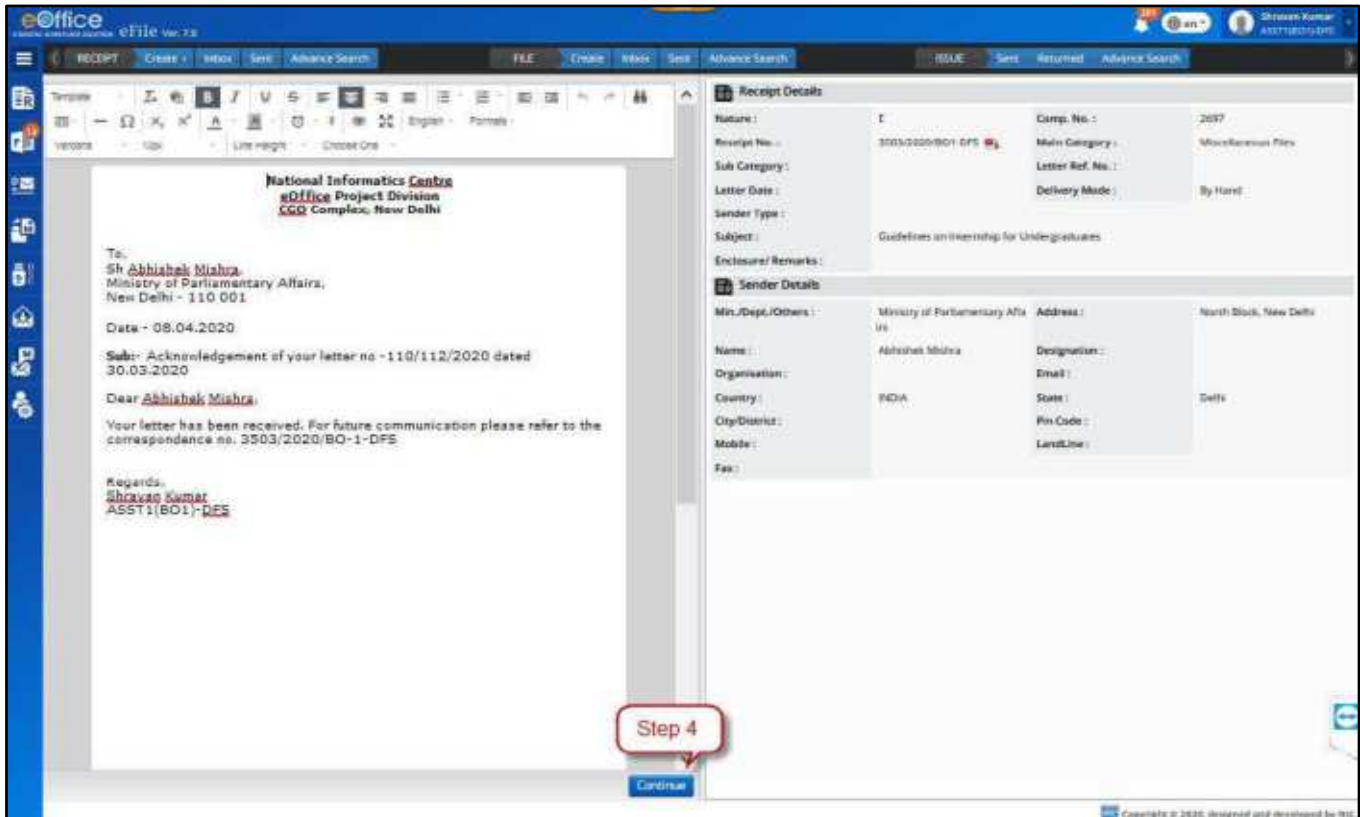 eOffice eFile
RECEIPT Create Inbox Sent Advance Search FILE Create Inbox Sent Advance Search ISSUE Sent Returned Advance Search
en
Shravan Kumar
Template
English Formats
Verdana Line Height Choose One
National Informatics Centre
eOffice Project Division
CGO Complex, New Delhi
To,
Sh Abhishek Mishra,
Ministry of Parliamentary Affairs,
New Delhi - 110 001
Date - 08.04.2020
Sub:- Acknowledgement of your letter no -110/112/2020 dated
30.03.2020
Dear Abhishek Mishra,
Your letter has been received. For future communication please refer to the
correspondence no. 3503/2020/BO-1-DFS
Regards,
Shravan Kumar
ASST1(BO1)-DFS
Step 4
Continue
Receipt Details
Nature : E Comp. No. : 2697
Receipt No. : 3503/2020/BO1-DFS Main Category : Miscellaneous Files
Sub Category : Letter Ref. No. :
Letter Date : Delivery Mode : By Hand
Sender Type :
Subject : Guidelines on Internship for Undergraduates
Enclosure/ Remarks :
Sender Details
Min./Dept./Others : Ministry of Parliamentary Affa Address : North Block, New Delhi
irs
Name : Abhishek Mishra Designation :
Organisation : Email :
Country : INDIA State : Delhi
City/District : Pin Code :
Mobile : LandLine :
Fax :
Copyright © 2020, designed and developed by NIC